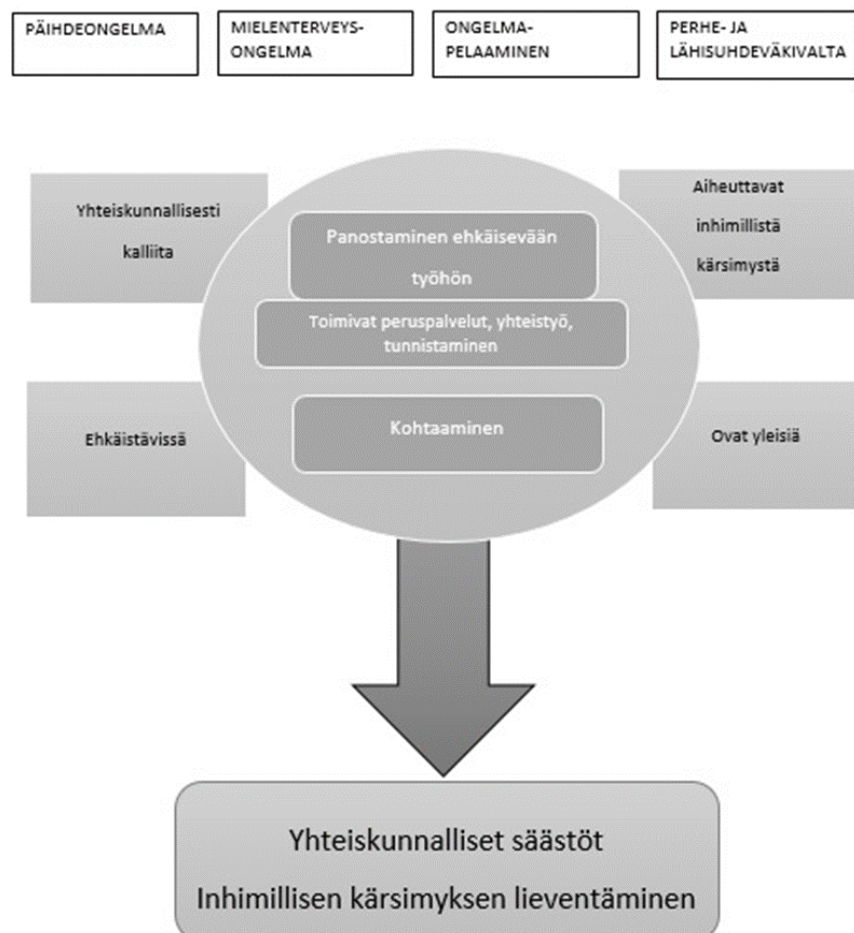 PÄIHDEONGELMA
MIELENTERVEYS-
ONGELMA
ONGELMA-
PELAAMINEN
PERHE- JA
LÄHISUHDEVÄKIVALTA
Yhteiskunnallisesti
kalliita
Panostaminen ehkäisevään
työhön
Aiheuttavat
inhimillistä
kärsimystä
Toimivat peruspalvelut, yhteistyö,
tunnistaminen
Ehkäistävissä
Kohtaaminen
Ovat yleisiä
Yhteiskunnalliset säästöt
Inhimillisen kärsimyksen lieventäminen